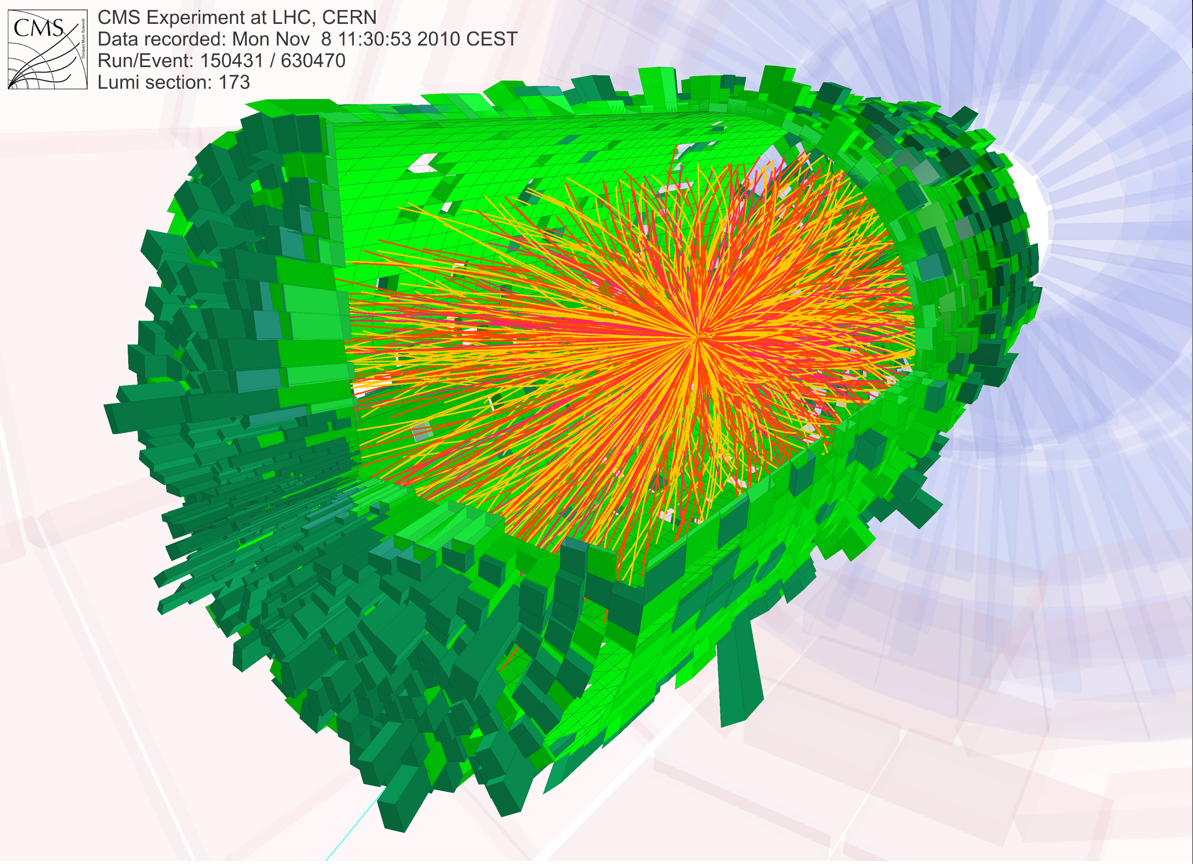 CMS
CMS Experiment at LHC, CERN
Data recorded: Mon Nov  8 11:30:53 2010 CEST
Run/Event: 150431 / 630470
Lumi section: 173